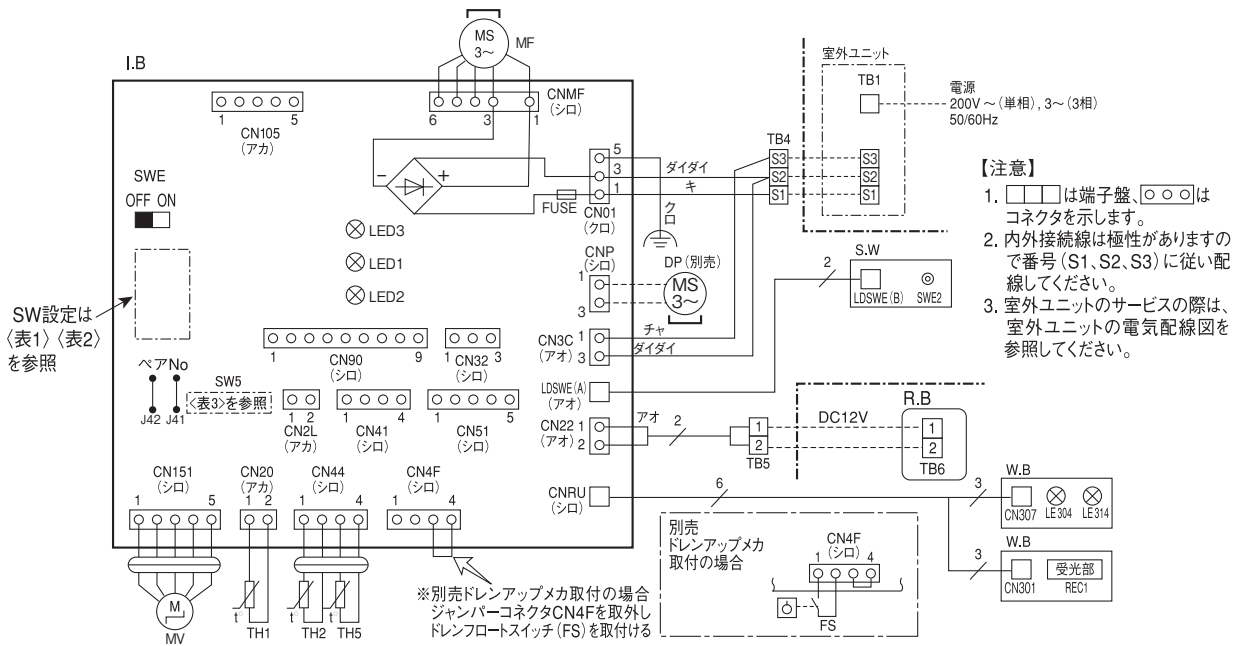 I.B
MS
3～
MF
6 3 1
CNMF
(シロ)
1 5
CN105
(アカ)
SWE
OFF ON
－ ＋
FUSE
5
3
1
CN01
(クロ)
ダイダイ
キ
クロ
TB4
S3
S2
S1
室外ユニット
TB1
S3
S2
S1
電源
200V～(単相), 3～(3相)
50/60Hz
【注意】
1. は端子盤、は
コネクタを示します。
2. 内外接続線は極性がありますの
で番号(S1、S2、S3)に従い配
線してください。
3. 室外ユニットのサービスの際は、
室外ユニットの電気配線図を
参照してください。
LED3
LED1
LED2
CNP
(シロ)
1
3
DP(別売)
MS
3～
S.W
2
LDSWE(B)
SWE2
SW設定は
〈表1〉〈表2〉
を参照
1 9
CN90
(シロ)
1 3
CN32
(シロ)
CN3C
(アオ)
1
3
チャ
ダイダイ
ペアNo
J42 J41
SW5
<表3>を参照
1 2
CN2L
(アカ)
1 4
CN41
(シロ)
1 5
CN51
(シロ)
LDSWE(A)
(アオ)
CN22
(アオ)
1
2
アオ
2
1
2
TB5
DC12V
R.B
1
2
TB6
CN151
(シロ)
1 5
CN20
(アカ)
1 2
CN44
(シロ)
1 4
CN4F
(シロ)
1 4
CNRU
(シロ)
6
3
W.B
CN307
LE304
LE314
3
W.B
CN301
受光部
REC1
別売
ドレンアップメカ
取付の場合
CN4F
(シロ)
1 4
FS
M
MV
t°
TH1
t°
TH2
t°
TH5
※別売ドレンアップメカ取付の場合
ジャンパーコネクタCN4Fを取外し
ドレンフロートスイッチ(FS)を取付ける